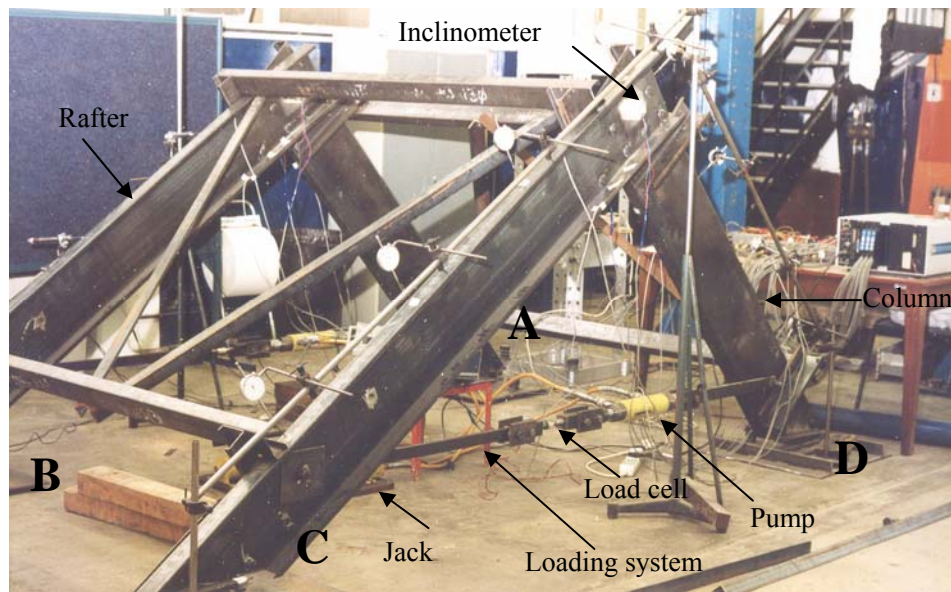 Inclinometer
Rafter
Column
A
B
D
Load cell
Pump
C
Jack
Loading system